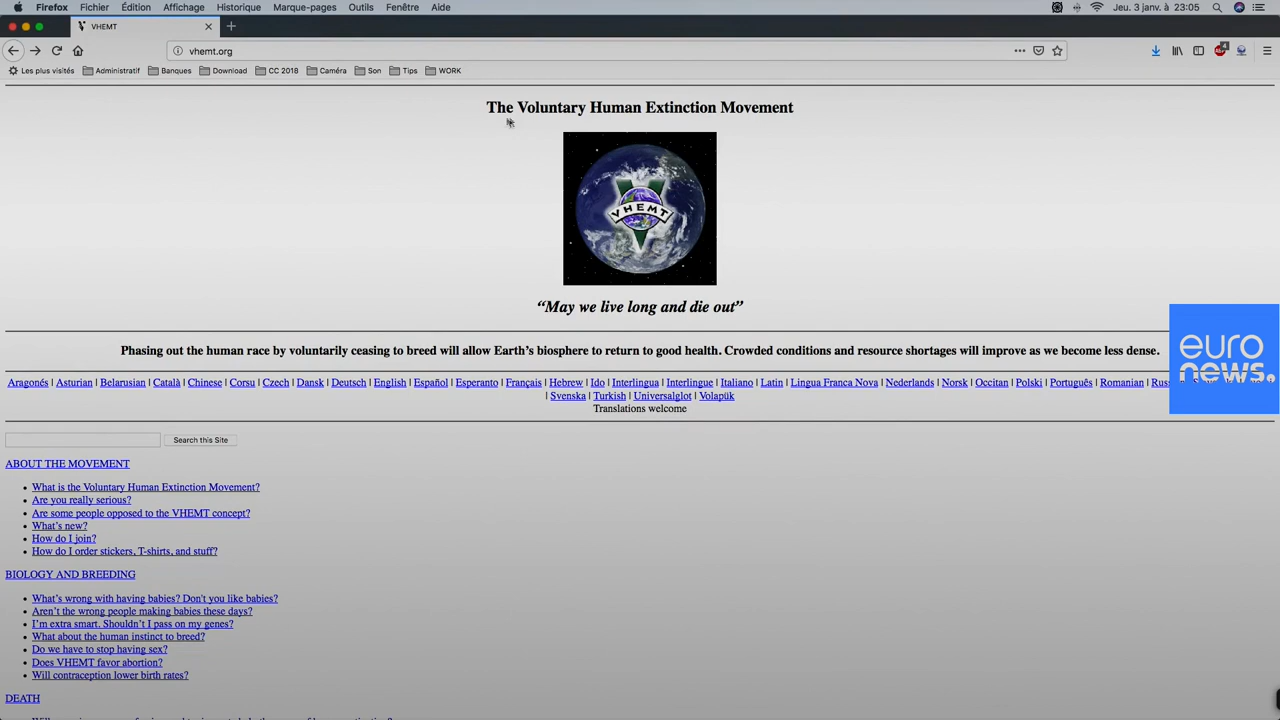 Firefox Fichier Édition Affichage Historique Marque-pages Outils Fenêtre Aide Jeu. 3 janv. à 23:05
VHEMT
vhemt.org
Les plus visités Administratif Banques Download CC 2018 Caméra Son Tips WORK
The Voluntary Human Extinction Movement
VHEMT
“May we live long and die out”
Phasing out the human race by voluntarily ceasing to breed will allow Earth’s biosphere to return to good health. Crowded conditions and resource shortages will improve as we become less dense.
euro
news.
Aragonés | Asturian | Belarusian | Català | Chinese | Corsu | Czech | Dansk | Deutsch | English | Español | Esperanto | Français | Hebrew | Ido | Interlingua | Interlingue | Italiano | Latin | Lingua Franca Nova | Nederlands | Norsk | Occitan | Polski | Português | Romanian |
| Svenska | Turkish | Universalglot | Volapük
Translations welcome
Search this Site
ABOUT THE MOVEMENT
• What is the Voluntary Human Extinction Movement?
• Are you really serious?
• Are some people opposed to the VHEMT concept?
• What’s new?
• How do I join?
• How do I order stickers, T-shirts, and stuff?
BIOLOGY AND BREEDING
• What’s wrong with having babies? Don't you like babies?
• Aren’t the wrong people making babies these days?
• I’m extra smart. Shouldn’t I pass on my genes?
• What about the human instinct to breed?
• Do we have to stop having sex?
• Does VHEMT favor abortion?
• Will contraception lower birth rates?
DEATH